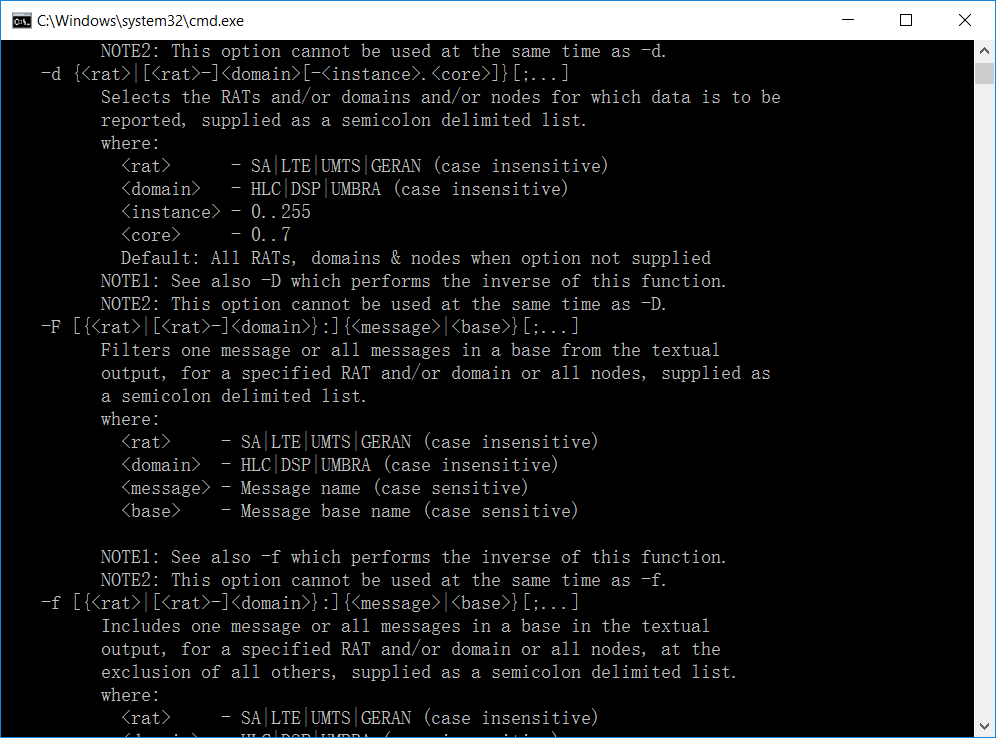 C:\Windows\system32\cmd.exe
NOTE2: This option cannot be used at the same time as -d.
-d {<rat>|[<rat>-]<domain>[-<instance>.<core>]}[;...]
Selects the RATs and/or domains and/or nodes for which data is to be
reported, supplied as a semicolon delimited list.
where:
<rat>      - SA|LTE|UMTS|GERAN (case insensitive)
<domain>   - HLC|DSP|UMBRA (case insensitive)
<instance> - 0..255
<core>     - 0..7
Default: All RATs, domains & nodes when option not supplied
NOTE1: See also -D which performs the inverse of this function.
NOTE2: This option cannot be used at the same time as -D.
-F [{<rat>|[<rat>-]<domain>}:]{<message>|<base>}[;...]
Filters one message or all messages in a base from the textual
output, for a specified RAT and/or domain or all nodes, supplied as
a semicolon delimited list.
where:
<rat>     - SA|LTE|UMTS|GERAN (case insensitive)
<domain>  - HLC|DSP|UMBRA (case insensitive)
<message> - Message name (case sensitive)
<base>    - Message base name (case sensitive)
NOTE1: See also -f which performs the inverse of this function.
NOTE2: This option cannot be used at the same time as -f.
-f [{<rat>|[<rat>-]<domain>}:]{<message>|<base>}[;...]
Includes one message or all messages in a base in the textual
output, for a specified RAT and/or domain or all nodes, at the
exclusion of all others, supplied as a semicolon delimited list.
where:
<rat>     - SA|LTE|UMTS|GERAN (case insensitive)